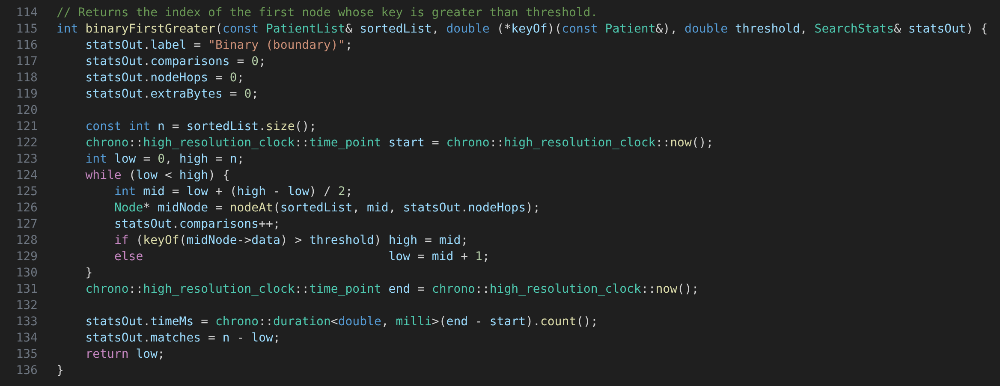 114 // Returns the index of the first node whose key is greater than threshold.
115 int binaryFirstGreater(const PatientList& sortedList, double (*keyOf)(const Patient&), double threshold, SearchStats& statsOut) {
116     statsOut.label = "Binary (boundary)";
117     statsOut.comparisons = 0;
118     statsOut.nodeHops = 0;
119     statsOut.extraBytes = 0;
120
121     const int n = sortedList.size();
122     chrono::high_resolution_clock::time_point start = chrono::high_resolution_clock::now();
123     int low = 0, high = n;
124     while (low < high) {
125         int mid = low + (high - low) / 2;
126         Node* midNode = nodeAt(sortedList, mid, statsOut.nodeHops);
127         statsOut.comparisons++;
128         if (keyOf(midNode->data) > threshold) high = mid;
129         else                                  low = mid + 1;
130     }
131     chrono::high_resolution_clock::time_point end = chrono::high_resolution_clock::now();
132
133     statsOut.timeMs = chrono::duration<double, milli>(end - start).count();
134     statsOut.matches = n - low;
135     return low;
136 }